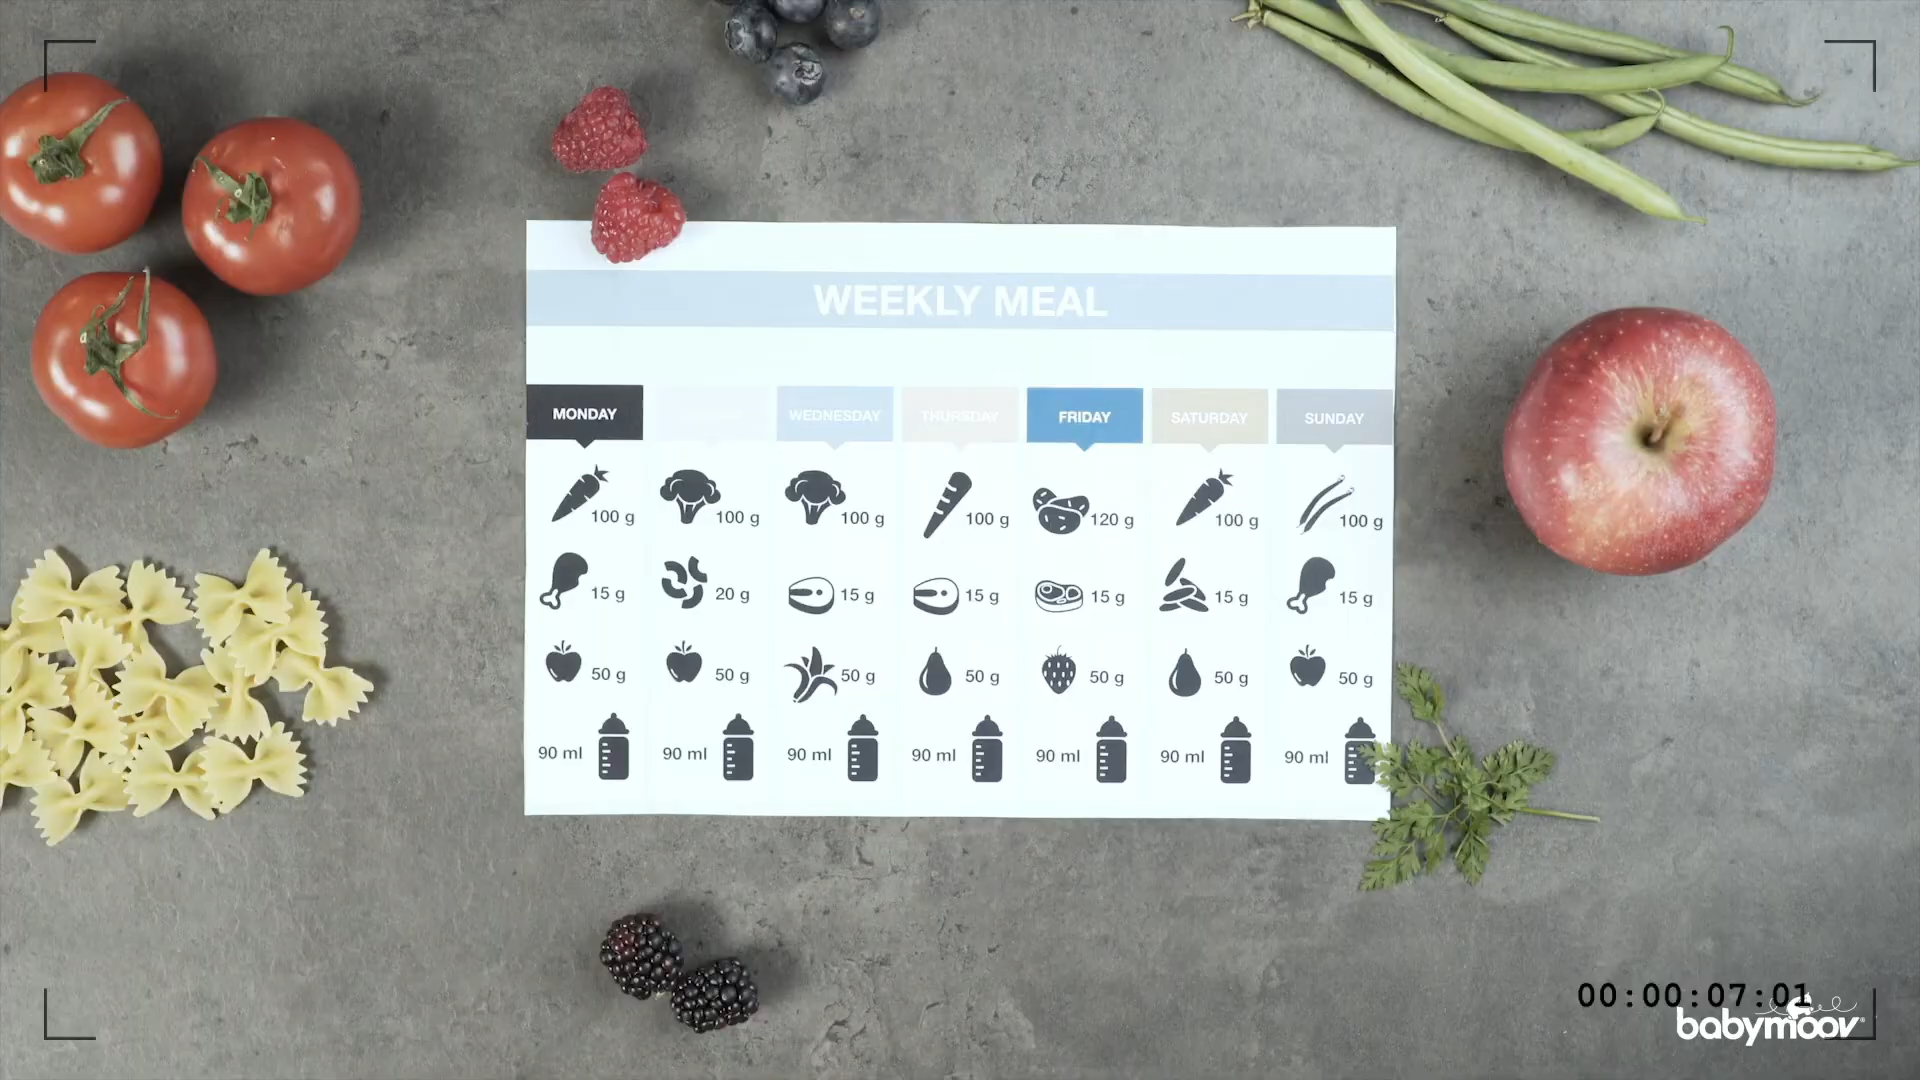 WEEKLY MEAL
MONDAY WEDNESDAY THURSDAY FRIDAY SATURDAY SUNDAY
100 g 100 g 100 g 100 g 120 g 100 g 100 g
15 g 20 g 15 g 15 g 15 g 15 g 15 g
50 g 50 g 50 g 50 g 50 g 50 g 50 g
90 ml 90 ml 90 ml 90 ml 90 ml 90 ml 90 ml
00:00:07:01
babymoov